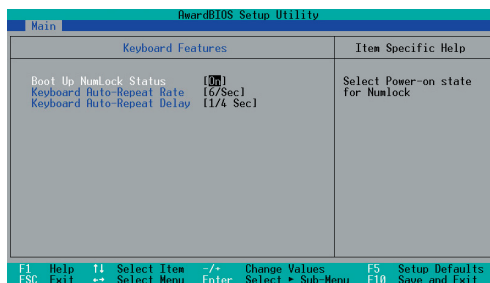 AwardBIOS Setup Utility
Main
Keyboard Features
Item Specific Help
Boot Up NumLock Status [On]
Keyboard Auto-Repeat Rate [6/Sec]
Keyboard Auto-Repeat Delay [1/4 Sec]
Select Power-on state
for Numlock
F1 Help ↑↓ Select Item -/+ Change Values F5 Setup Defaults
ESC Exit ↔ Select Menu Enter Select ► Sub-Menu F10 Save and Exit